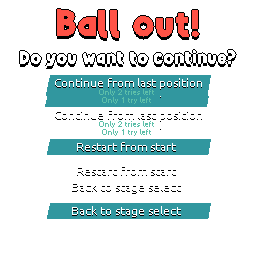 Ball out!
Do you want to continue?
Continue from last position
Only 2 tries left
Only 1 try left
Continue from last position
Only 2 tries left
Only 1 try left
Restart from start
Restart from start
Back to stage select
Back to stage select